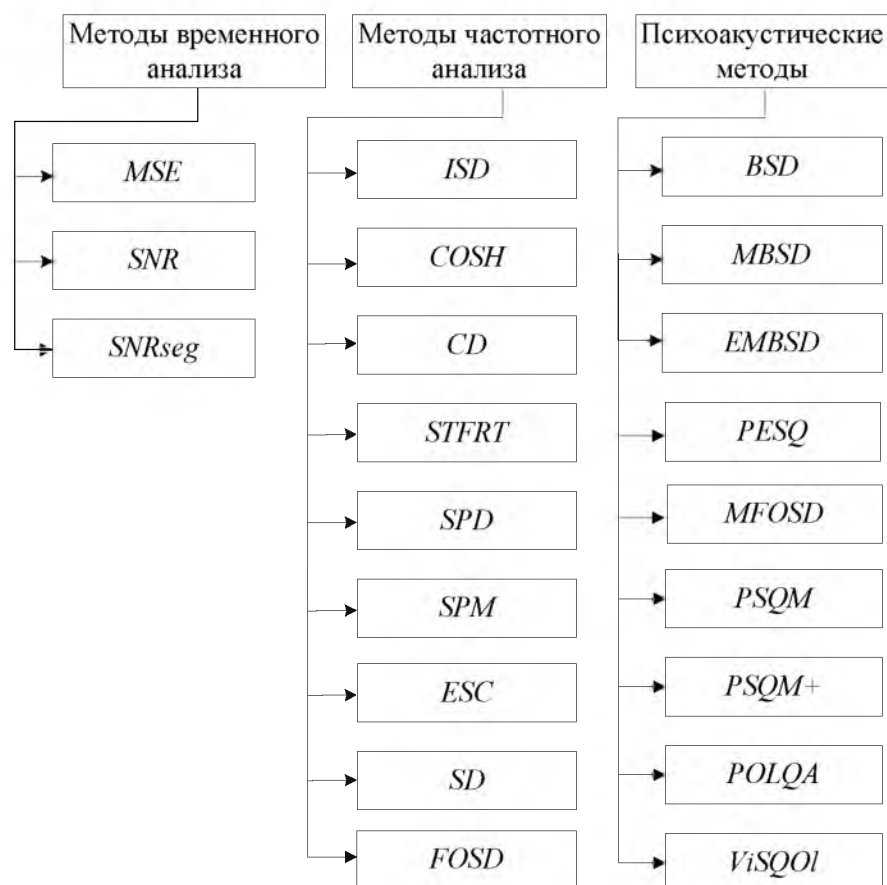 Методы временного
анализа
MSE
SNR
SNRseg
Методы частотного
анализа
ISD
COSH
CD
STFRT
SPD
SPM
ESC
SD
FOSD
Психоакустические
методы
BSD
MBSD
EMBSD
PESQ
MFOSD
PSQM
PSQM+
POLQA
ViSQOl